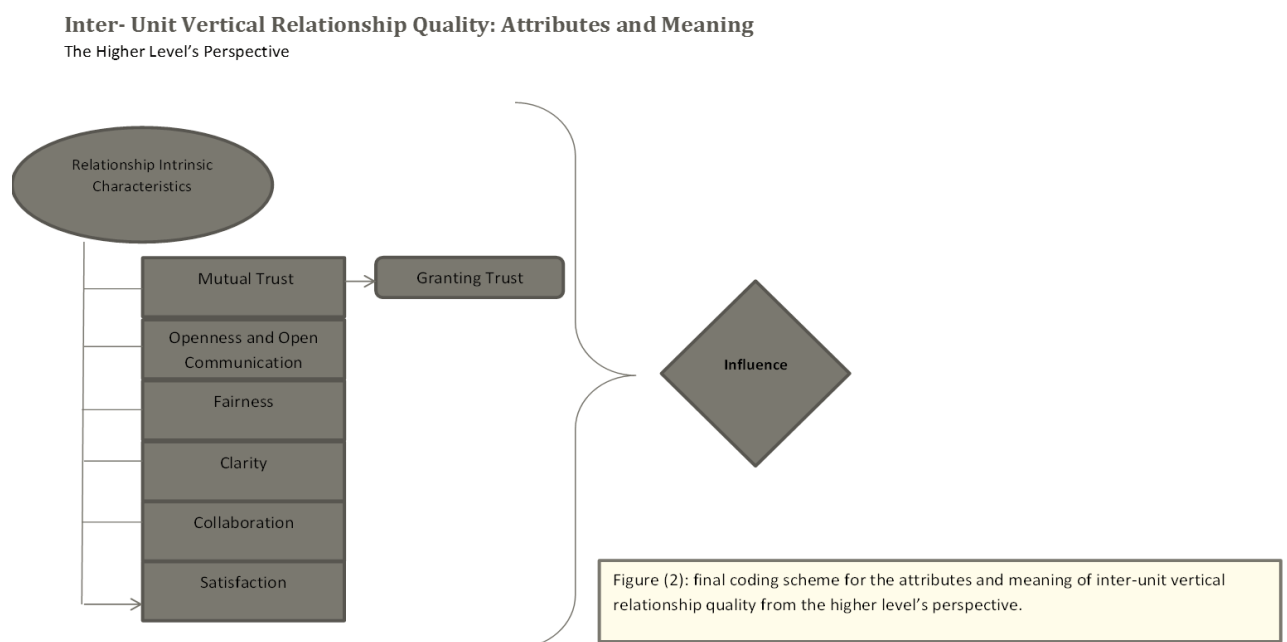 Inter- Unit Vertical Relationship Quality: Attributes and Meaning
The Higher Level’s Perspective
Relationship Intrinsic
Characteristics
Mutual Trust
Granting Trust
Openness and Open
Communication
Fairness
Clarity
Collaboration
Satisfaction
Influence
Figure (2): final coding scheme for the attributes and meaning of inter-unit vertical
relationship quality from the higher level’s perspective.